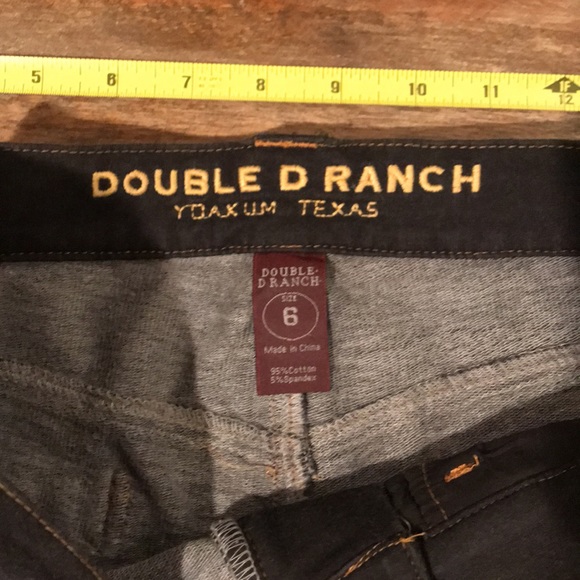 5 6 7 8 9 10 11 1F 12
DOUBLE D RANCH
YOAKUM TEXAS
DOUBLE·
D RANCH
SIZE
6
Made in China
95%Cotton
5%Spandex